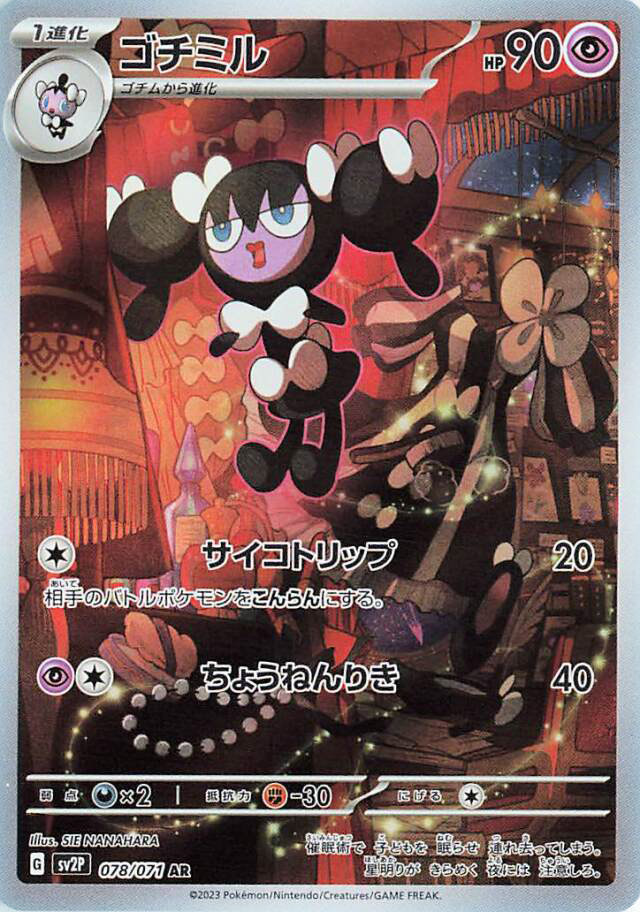 1進化
ゴチミル
HP90
ゴチムから進化
サイコトリップ 20
相手のバトルポケモンをこんらんにする。
ちょうねんりき 40
弱点 ×2 抵抗力 -30 にげる
Illus. SIE NANAHARA
G sv2P 078/071 AR
催眠術で 子どもを 眠らせ 連れ去ってしまう。
星明りが きらめく 夜には 注意しろ。
©2023 Pokémon/Nintendo/Creatures/GAME FREAK.